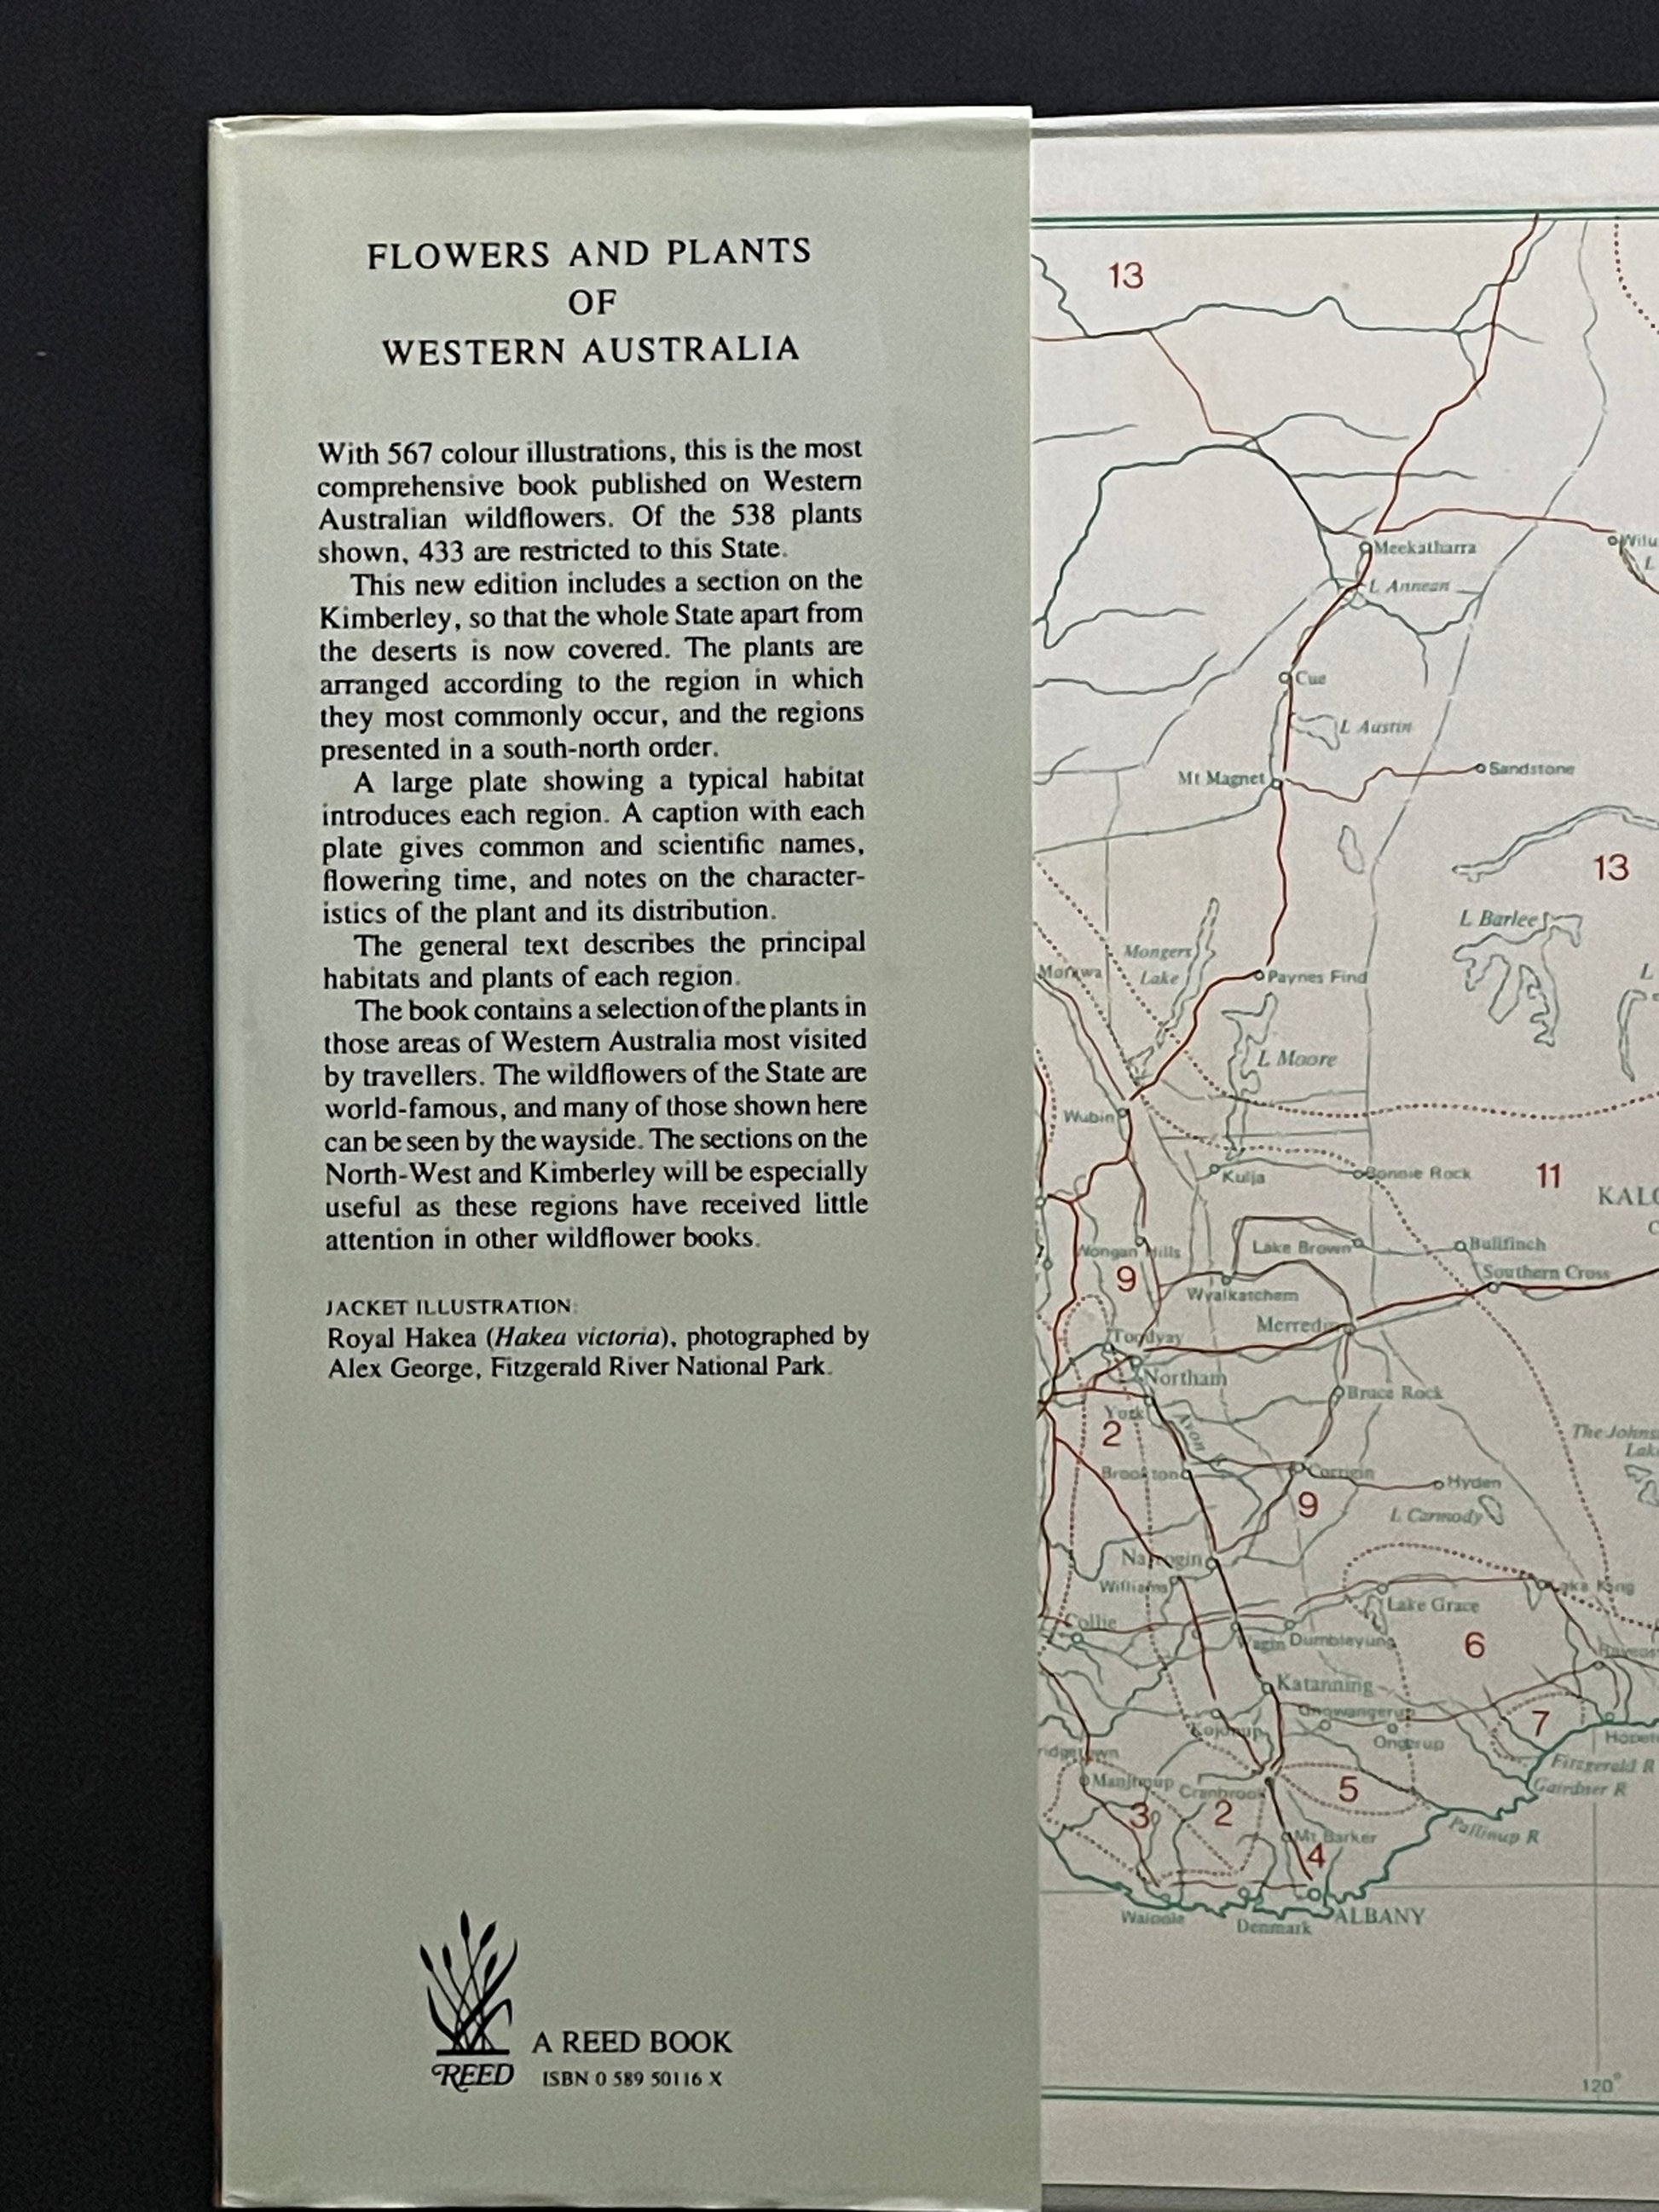 FLOWERS AND PLANTS
OF
WESTERN AUSTRALIA
With 567 colour illustrations, this is the most
comprehensive book published on Western
Australian wildflowers. Of the 538 plants
shown, 433 are restricted to this State.
This new edition includes a section on the
Kimberley, so that the whole State apart from
the deserts is now covered. The plants are
arranged according to the region in which
they most commonly occur, and the regions
presented in a south-north order.
A large plate showing a typical habitat
introduces each region. A caption with each
plate gives common and scientific names,
flowering time, and notes on the character-
istics of the plant and its distribution.
The general text describes the principal
habitats and plants of each region.
The book contains a selection of the plants in
those areas of Western Australia most visited
by travellers. The wildflowers of the State are
world-famous, and many of those shown here
can be seen by the wayside. The sections on the
North-West and Kimberley will be especially
useful as these regions have received little
attention in other wildflower books.
JACKET ILLUSTRATION:
Royal Hakea (Hakea victoria), photographed by
Alex George, Fitzgerald River National Park.
REED
A REED BOOK
ISBN 0 589 50116 X
13
Meekatharra
Wilu
L
L Annean
Cue
L Austin
Mt Magnet
Sandstone
13
L Barlee
Mongers
Lake
Morawa
Paynes Find
L
L Moore
Wubin
Kulja
Bonnie Rock
11
KALG
Wongan Hills
Lake Brown
Bullfinch
9
Southern Cross
Wyalkatchem
Merredin
Toodyay
Northam
Bruce Rock
York
2
Avon
The Johns
Lak
Brookton
Corrigin
Hyden
9
L Carmody
Narrogin
Williams
Lake King
Lake Grace
Collie
Wagin
Dumbleyung
6
Ravens
Katanning
Gnowangerup
7
Kojonup
Ongerup
Hopet
ridgetown
Fitzgerald R
Manjimup
Cranbrook
5
Gairdner R
3
2
Pallinup R
Mt Barker
4
Walpole
Denmark
ALBANY
120°